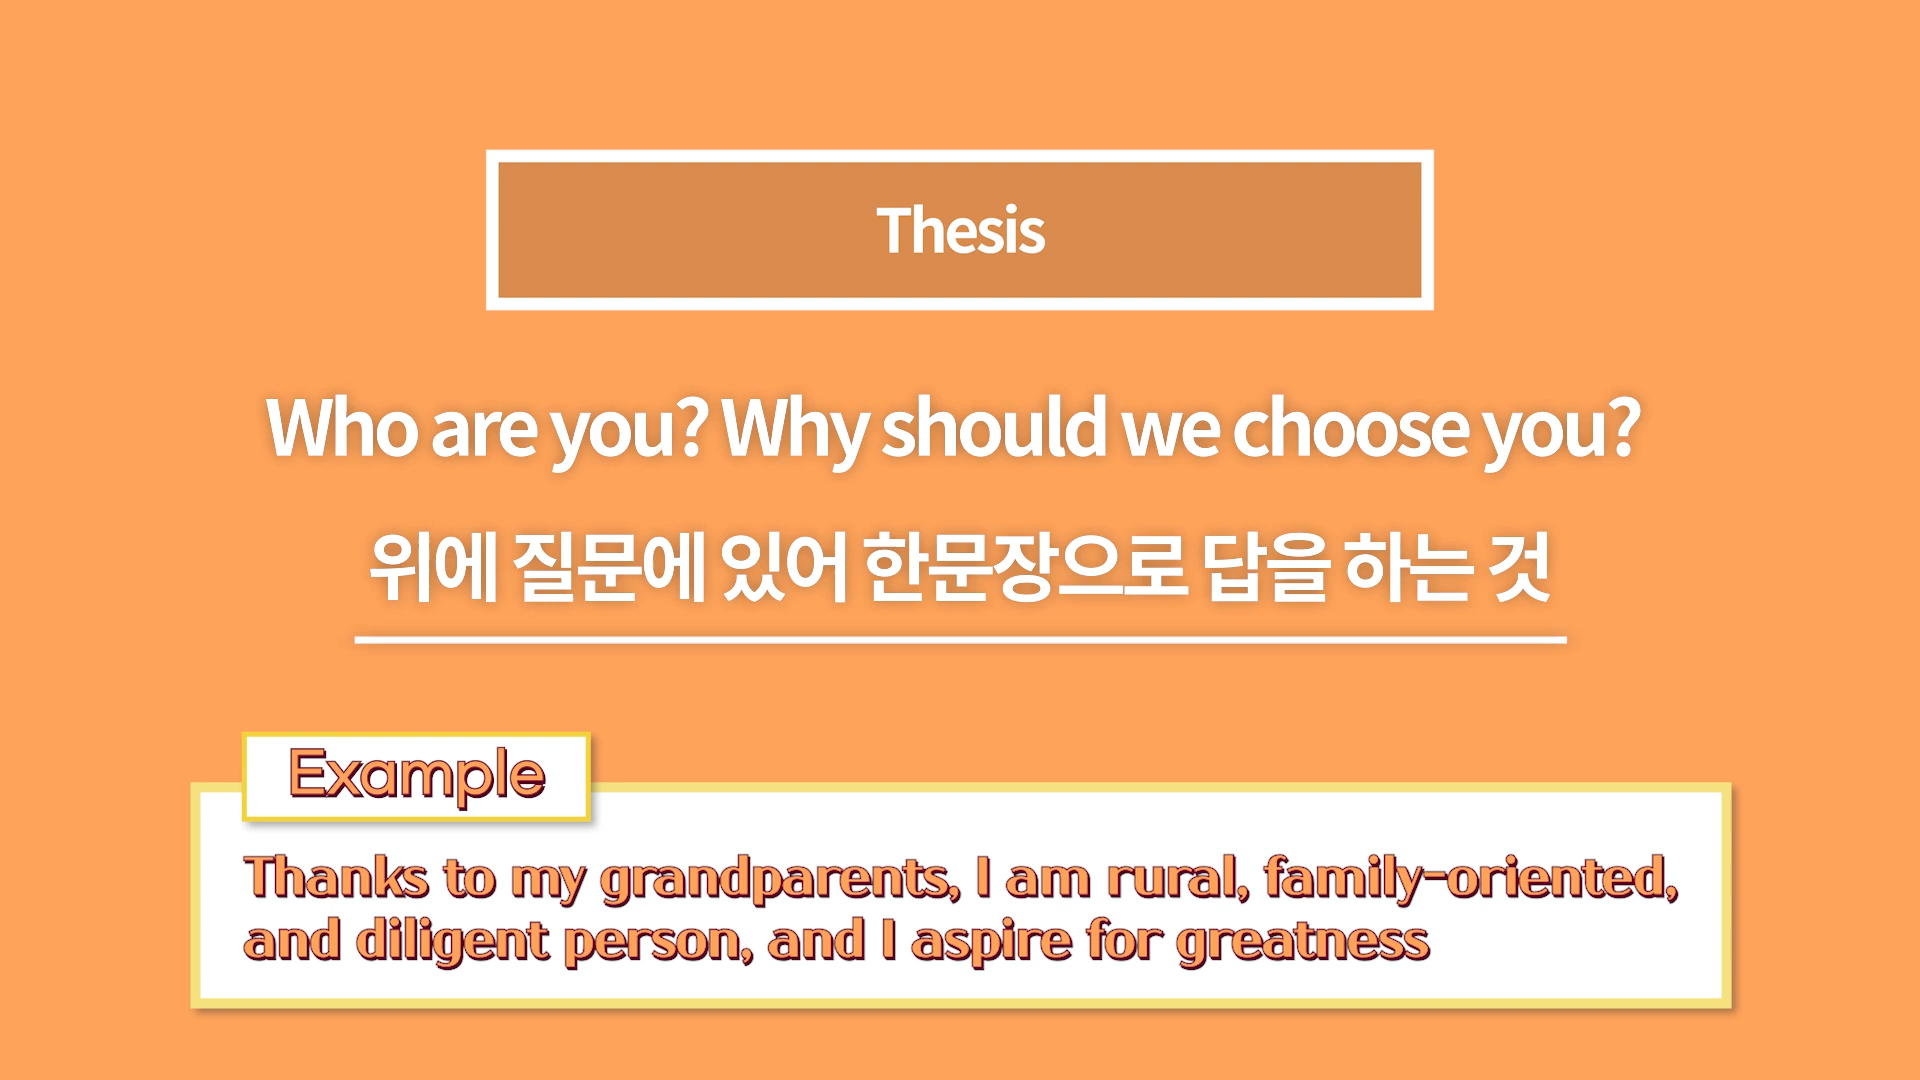 Thesis
Who are you? Why should we choose you?
위에 질문에 있어 한문장으로 답을 하는 것
Example
Thanks to my grandparents, I am rural, family-oriented,
and diligent person, and I aspire for greatness